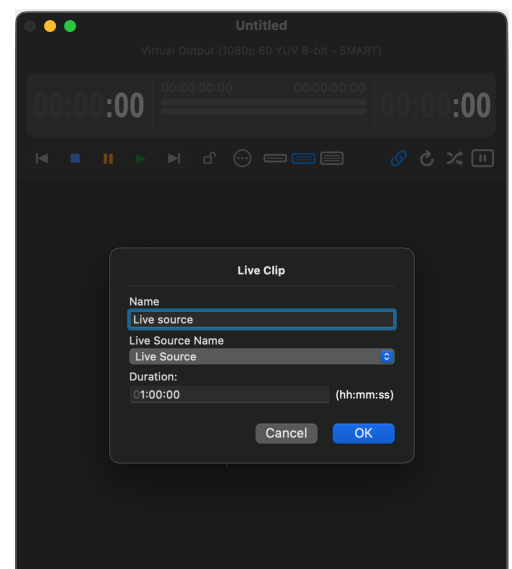 Untitled
Virtual Output (1080p 60 YUV 8-bit - SMART)
00:00:00 00:00:00:00 00:00:00:00 00:00:00
Live Clip
Name
Live source
Live Source Name
Live Source
Duration:
01:00:00 (hh:mm:ss)
Cancel OK